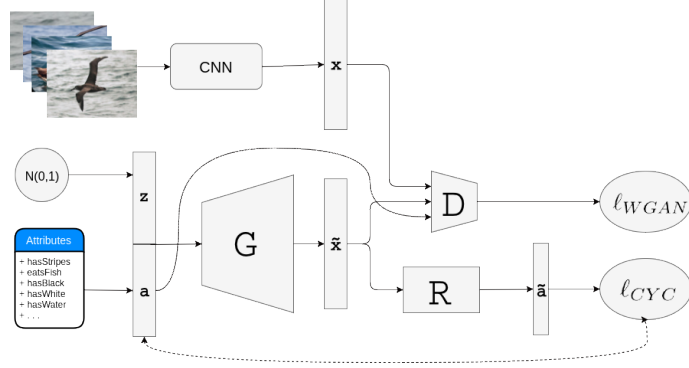 CNN
x
N(0,1)
z
Attributes
+ hasStripes
+ eatsFish
+ hasBlack
+ hasWhite
+ hasWater
+ . . .
a
G
x̃
D
ℓWGAN
R
ã
ℓCYC